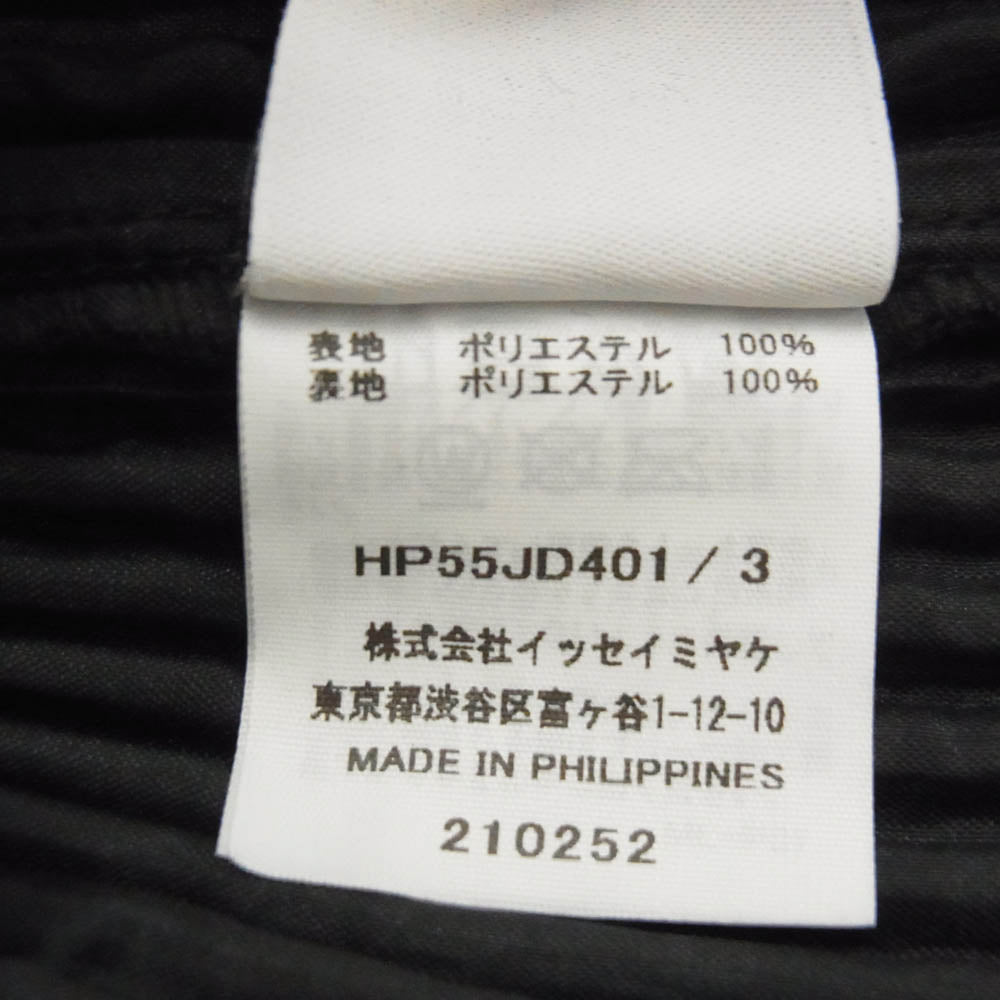 表地 ポリエステル 100%
裏地 ポリエステル 100%
HP55JD401 / 3
株式会社イッセイミヤケ
東京都渋谷区富ヶ谷1-12-10
MADE IN PHILIPPINES
210252